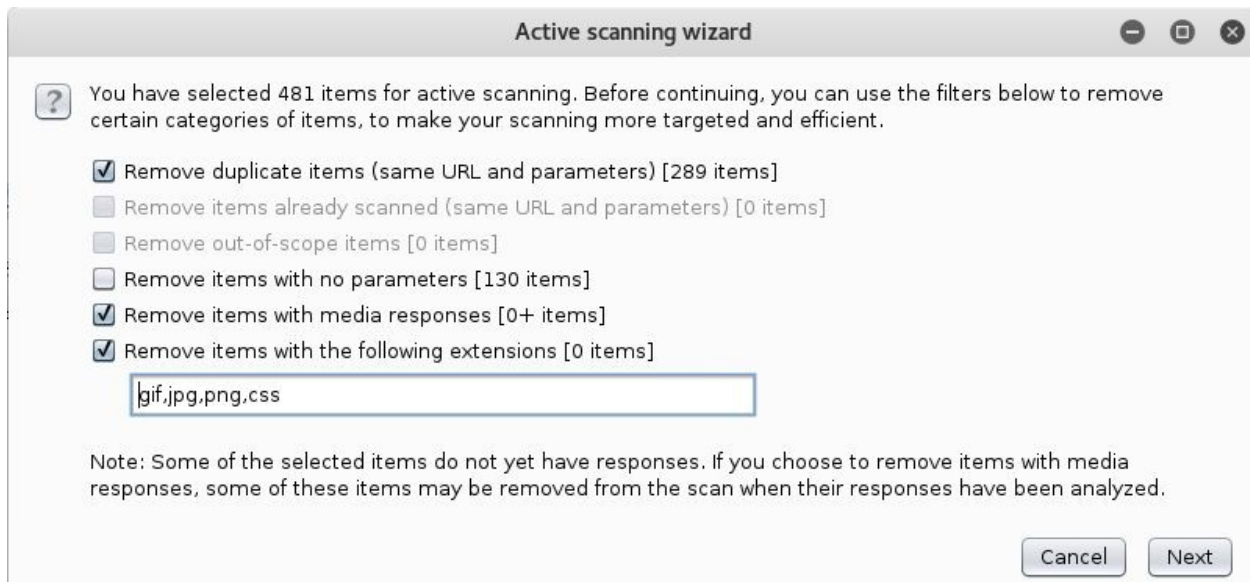 Active scanning wizard
You have selected 481 items for active scanning. Before continuing, you can use the filters below to remove
certain categories of items, to make your scanning more targeted and efficient.
Remove duplicate items (same URL and parameters) [289 items]
Remove items already scanned (same URL and parameters) [0 items]
Remove out-of-scope items [0 items]
Remove items with no parameters [130 items]
Remove items with media responses [0+ items]
Remove items with the following extensions [0 items]
gif,jpg,png,css
Note: Some of the selected items do not yet have responses. If you choose to remove items with media
responses, some of these items may be removed from the scan when their responses have been analyzed.
Cancel Next